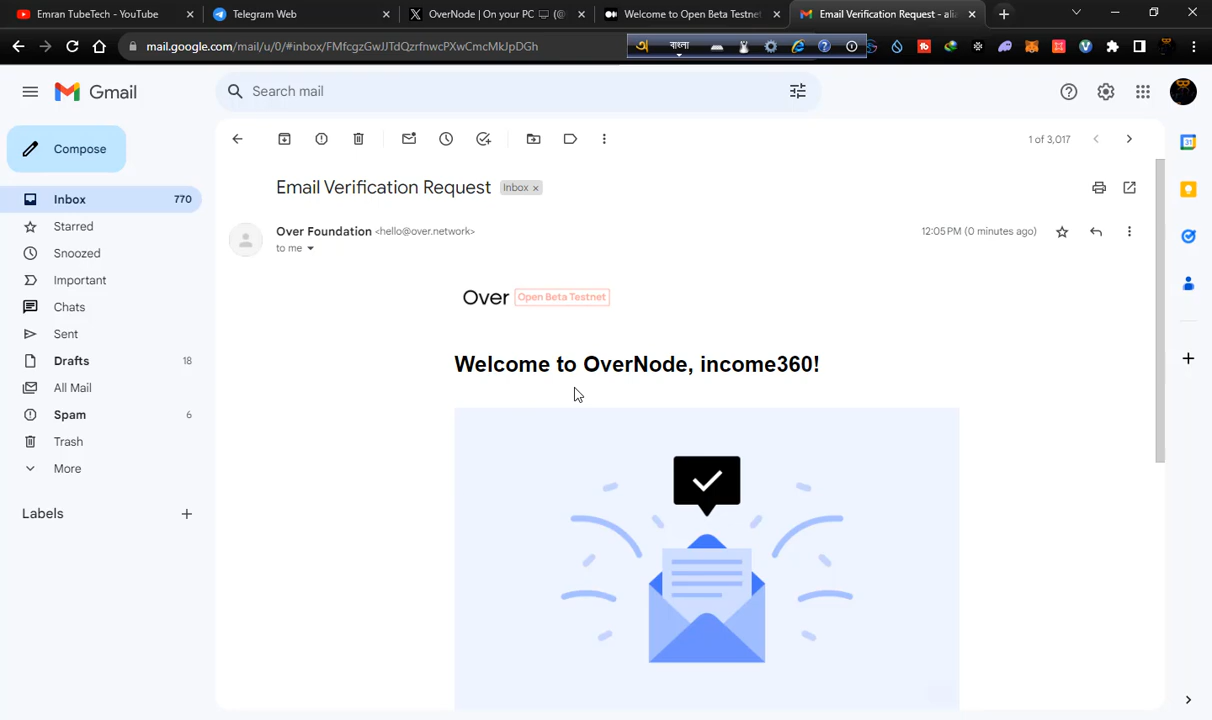 Emran TubeTech - YouTube
Telegram Web
OverNode | On your PC
Welcome to Open Beta Testnet
Email Verification Request - alia
mail.google.com/mail/u/0/#inbox/FMfcgzGwJJTdQzrfnwcPXwCmcMkJpDGh
বাংলা
Gmail
Search mail
Compose
1 of 3,017
Inbox 770
Starred
Snoozed
Important
Chats
Sent
Drafts 18
All Mail
Spam 6
Trash
More
Labels
Email Verification Request Inbox ×
Over Foundation <hello@over.network>
12:05 PM (0 minutes ago)
to me
Over Open Beta Testnet
Welcome to OverNode, income360!